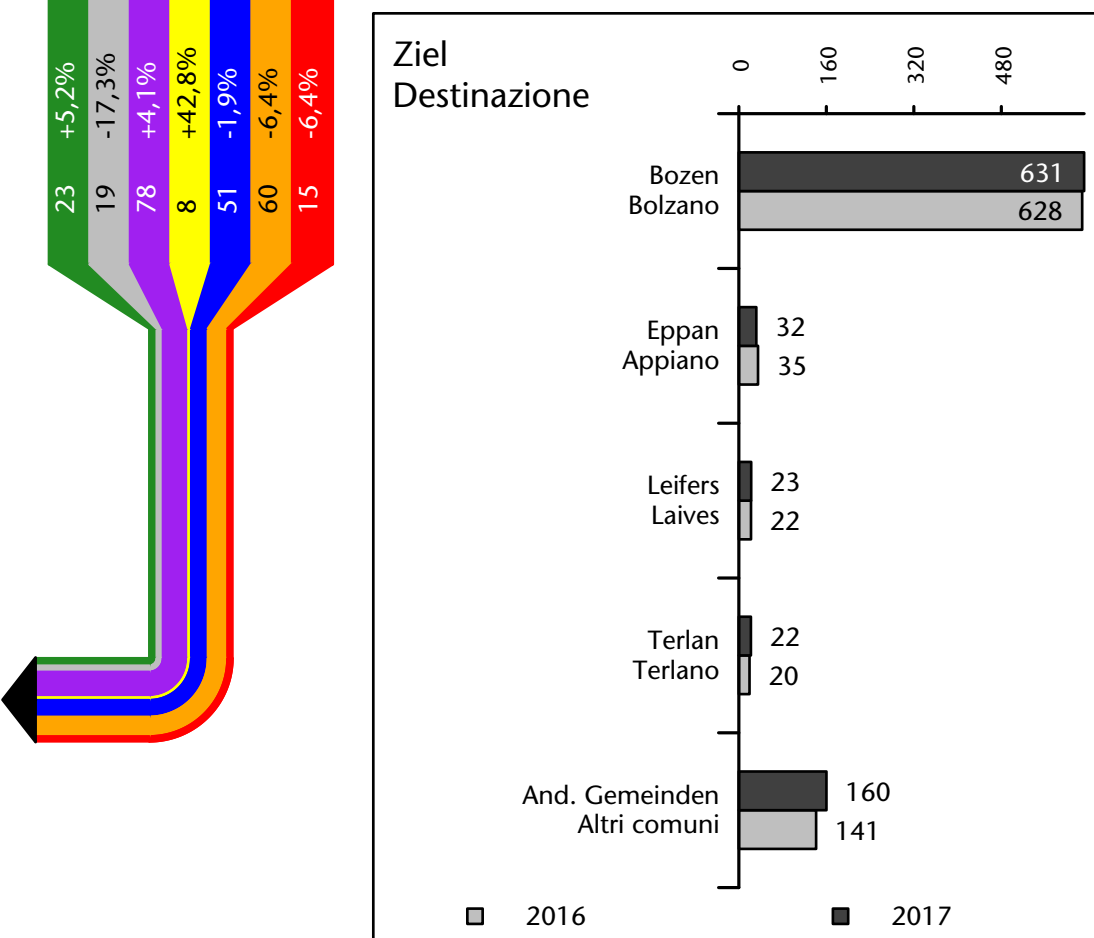 23 +5,2%
19 -17,3%
78 +4,1%
8 +42,8%
51 -1,9%
60 -6,4%
15 -6,4%
Ziel
Destinazione
0 160 320 480
Bozen
Bolzano
631
628
Eppan
Appiano
32
35
Leifers
Laives
23
22
Terlan
Terlano
22
20
And. Gemeinden
Altri comuni
160
141
2016 2017